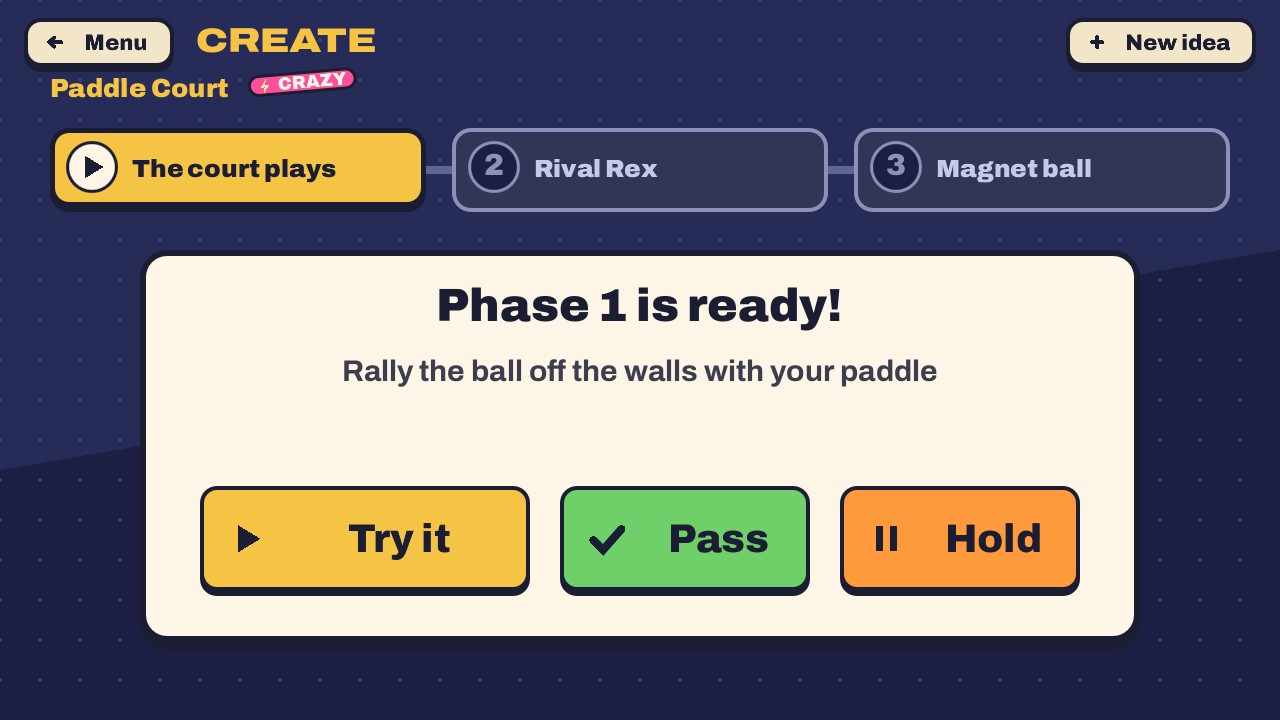 Menu
CREATE
New idea
Paddle Court
CRAZY
The court plays
2
Rival Rex
3
Magnet ball
Phase 1 is ready!
Rally the ball off the walls with your paddle
Try it
Pass
Hold